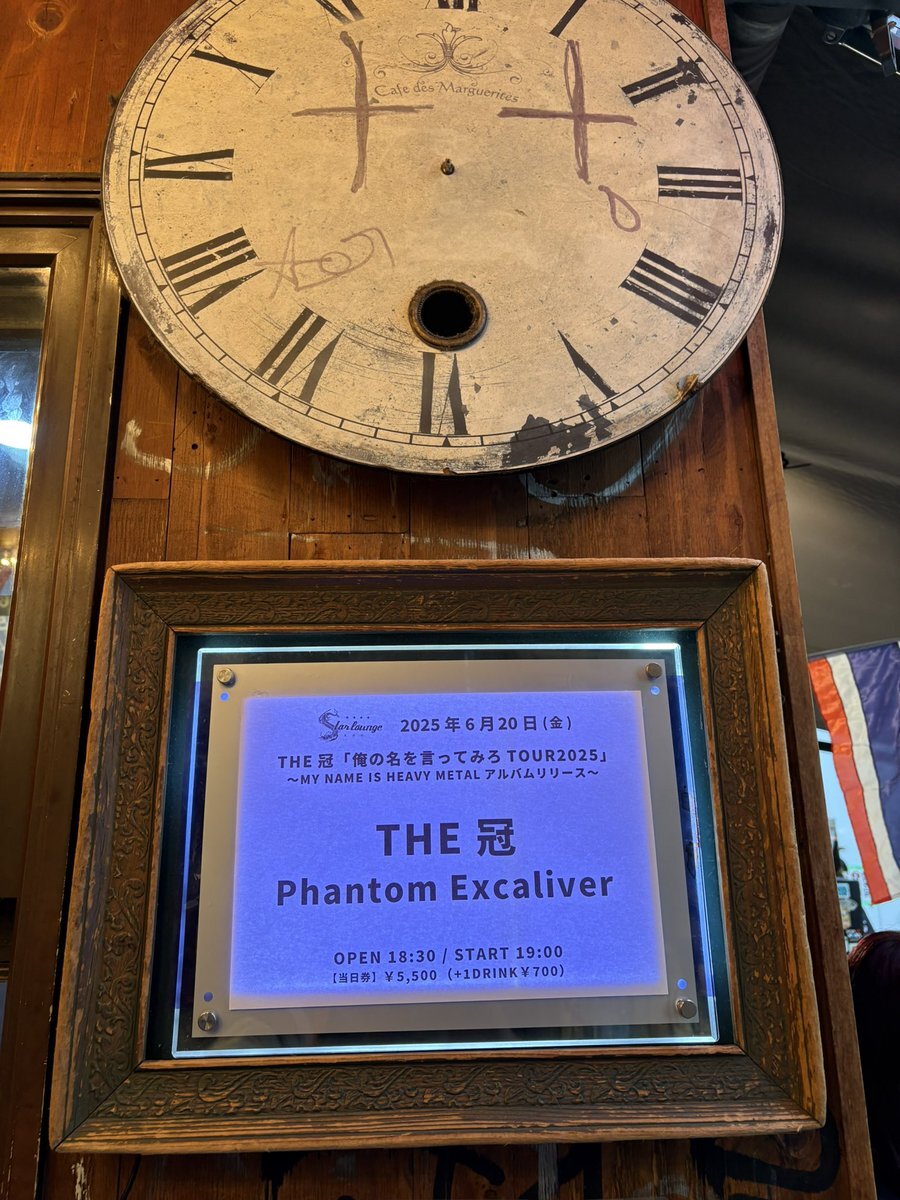 Cafe des Marguerites
Star lounge
2025年6月20日(金)
THE 冠「俺の名を言ってみろ TOUR2025」
～MY NAME IS HEAVY METAL アルバムリリース～
THE 冠
Phantom Excaliver
OPEN 18:30 / START 19:00
【当日券】￥5,500（+1DRINK￥700）